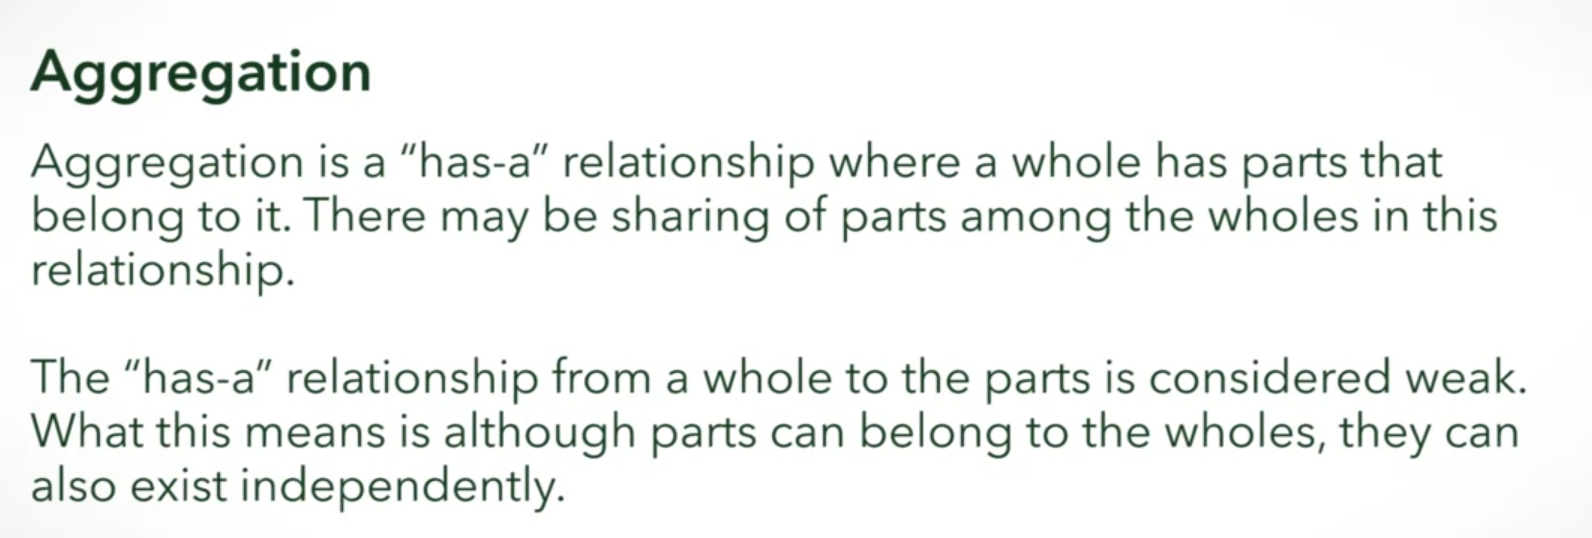 Aggregation
Aggregation is a “has-a” relationship where a whole has parts that
belong to it. There may be sharing of parts among the wholes in this
relationship.
The “has-a” relationship from a whole to the parts is considered weak.
What this means is although parts can belong to the wholes, they can
also exist independently.